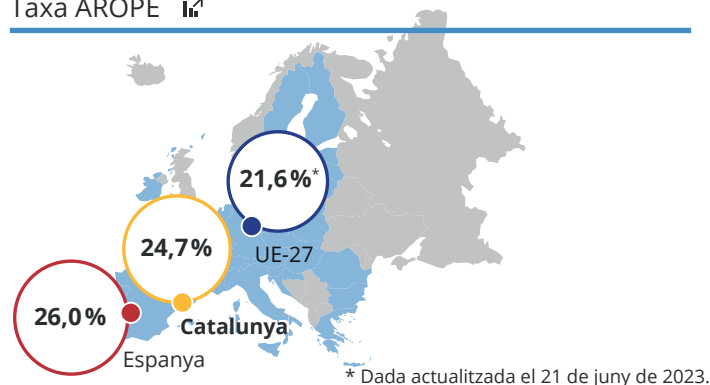 Taxa AROPE
21,6%*
24,7%
UE-27
26,0%
Catalunya
Espanya
* Dada actualitzada el 21 de juny de 2023.